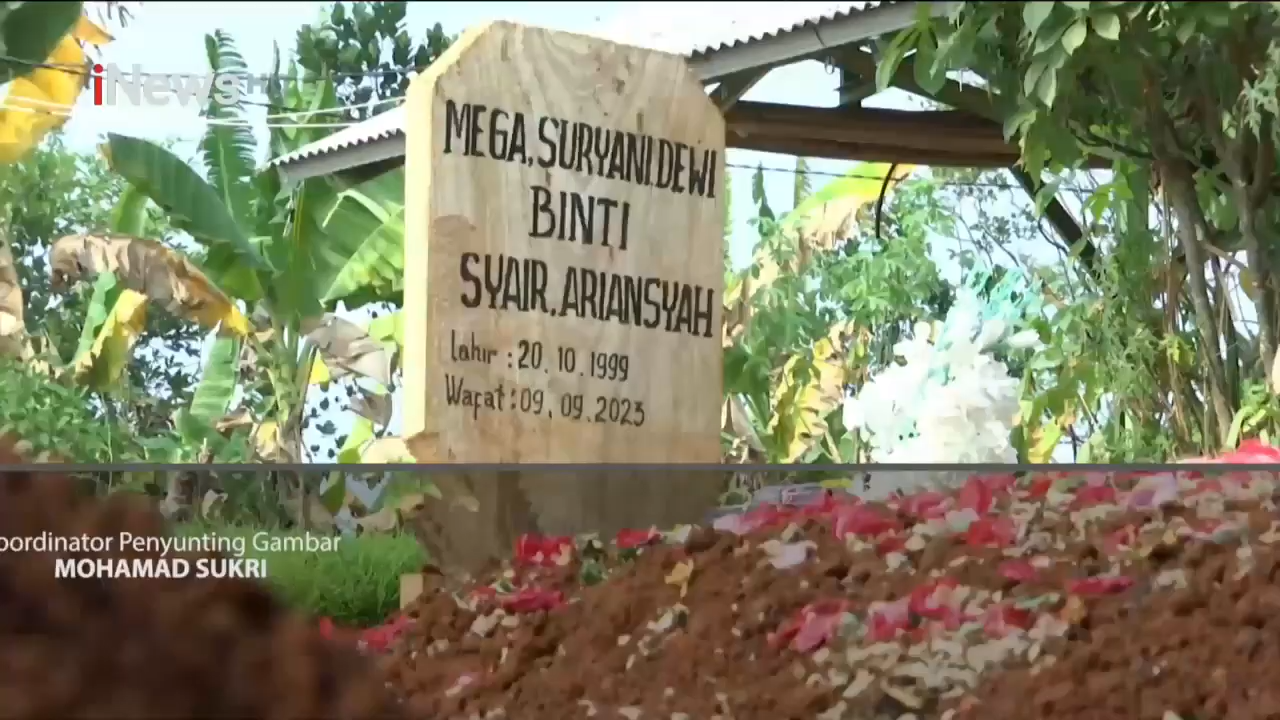 iNews
MEGA.SURYANI.DEWI
BINTI
SYAIR.ARIANSYAH
Lahir : 20. 10. 1999
Wafat : 09. 09. 2023
oordinator Penyunting Gambar
MOHAMAD SUKRI